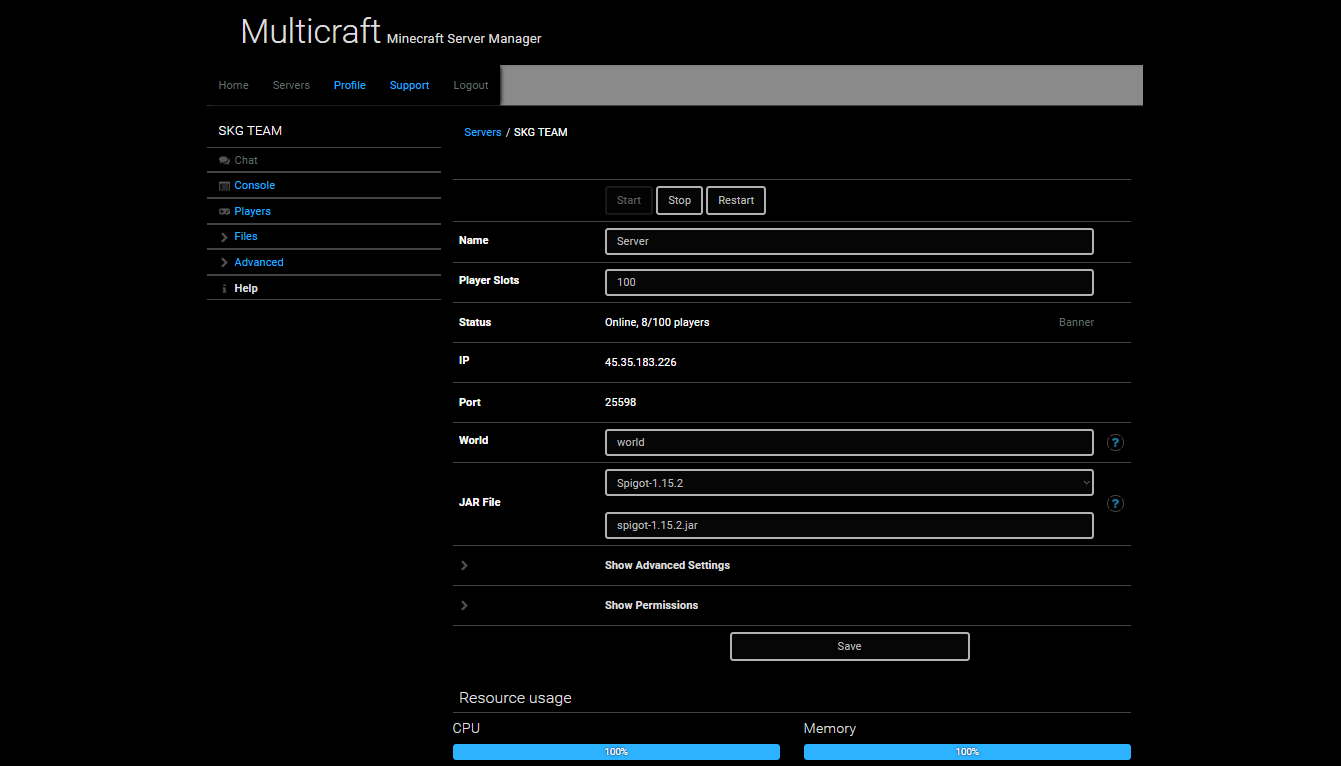 Multicraft Minecraft Server Manager
Home Servers Profile Support Logout
SKG TEAM
Chat
Console
Players
Files
Advanced
Help
Servers / SKG TEAM
Start Stop Restart
Name Server
Player Slots 100
Status Online, 8/100 players Banner
IP 45.35.183.226
Port 25598
World world ?
JAR File Spigot-1.15.2 ?
spigot-1.15.2.jar
Show Advanced Settings
Show Permissions
Save
Resource usage
CPU Memory
100% 100%